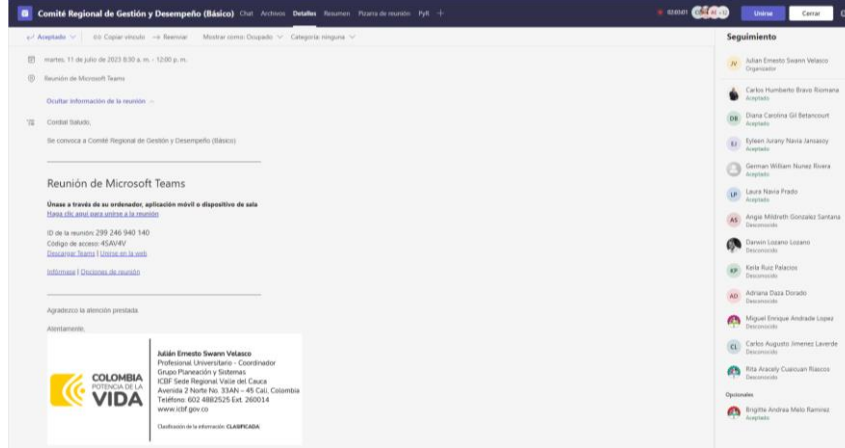 Comité Regional de Gestión y Desempeño (Básico) Chat Archivos Detalles Resumen Pizarra de reunión PyR +
Unirse Cerrar
Aceptado Copiar vínculo Reenviar Mostrar como: Ocupado Categoría: ninguna
martes, 11 de julio de 2023 8:30 a. m. - 12:00 p. m.
Reunión de Microsoft Teams
Ocultar información de la reunión
Cordial Saludo,
Se convoca a Comité Regional de Gestión y Desempeño (Básico)
Reunión de Microsoft Teams
Únase a través de su ordenador, aplicación móvil o dispositivo de sala
Haga clic aquí para unirse a la reunión
ID de la reunión: 299 246 940 140
Código de acceso: 4SAV4V
Descargar Teams | Unirse en la web
Infórmese | Opciones de reunión
Agradezco la atención prestada.
Atentamente,
COLOMBIA
POTENCIA DE LA
VIDA
Julián Ernesto Swann Velasco
Profesional Universitario - Coordinador
Grupo Planeación y Sistemas
ICBF Sede Regional Valle del Cauca
Avenida 2 Norte No. 33AN – 45 Cali, Colombia
Teléfono: 602 4882525 Ext. 260014
www.icbf.gov.co
Clasificación de la información: CLASIFICADA
Seguimiento
JV Julian Ernesto Swann Velasco
Organizador
Carlos Humberto Bravo Riomana
Aceptado
DB Diana Carolina Gil Betancourt
Aceptado
EJ Eyleen Jurany Navia Jansasoy
Aceptado
German William Nunez Rivera
Aceptado
LP Laura Navia Prado
Aceptado
AS Angie Mildreth Gonzalez Santana
Desconocido
Darwin Lozano Lozano
Desconocido
KP Keila Ruiz Palacios
Desconocido
AD Adriana Daza Dorado
Desconocido
Miguel Enrique Andrade Lopez
Desconocido
CL Carlos Augusto Jimenez Laverde
Desconocido
Rita Aracely Cuaicuan Riascos
Desconocido
Opcionales
Brigitte Andrea Melo Ramirez
Aceptado